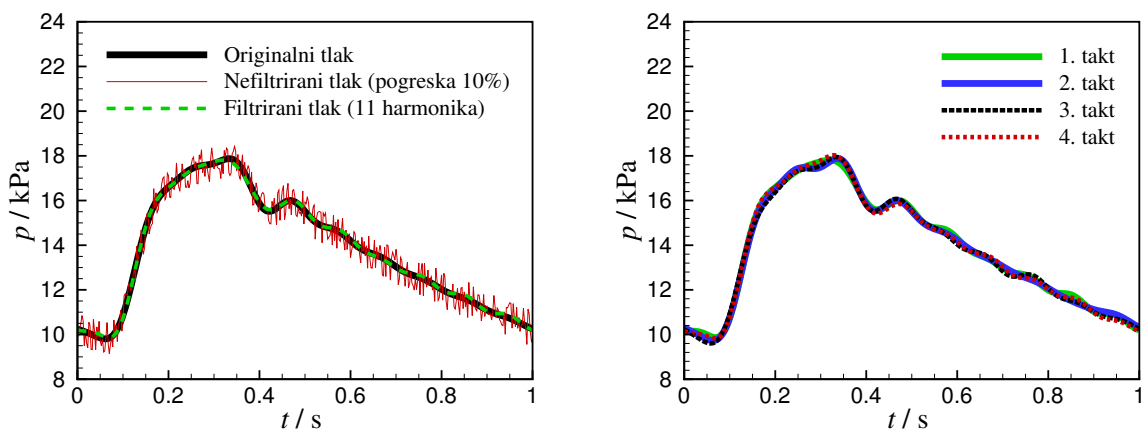 24
22
20
18
16
14
12
10
8
p / kPa
Originalni tlak
Nefiltrirani tlak (pogreska 10%)
Filtrirani tlak (11 harmonika)
0 0.2 0.4 0.6 0.8 1
t / s
24
22
20
18
16
14
12
10
8
p / kPa
1. takt
2. takt
3. takt
4. takt
0 0.2 0.4 0.6 0.8 1
t / s